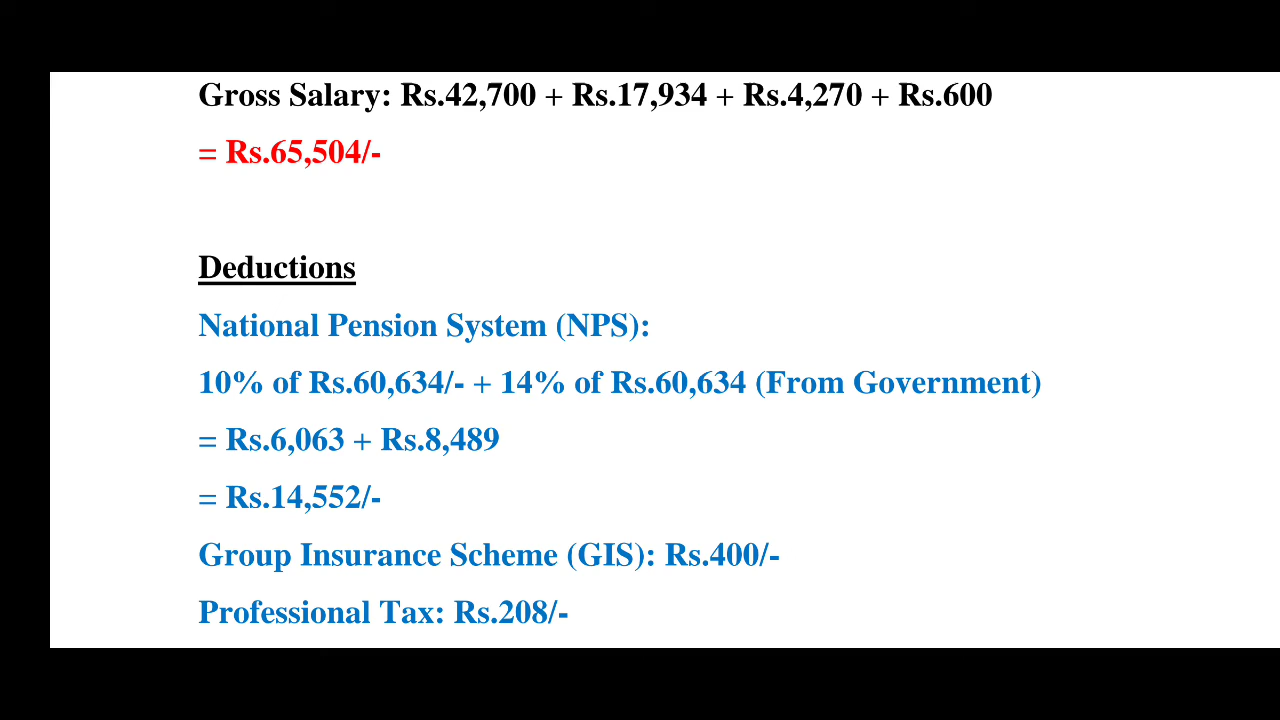 Gross Salary: Rs.42,700 + Rs.17,934 + Rs.4,270 + Rs.600
= Rs.65,504/-
Deductions
National Pension System (NPS):
10% of Rs.60,634/- + 14% of Rs.60,634 (From Government)
= Rs.6,063 + Rs.8,489
= Rs.14,552/-
Group Insurance Scheme (GIS): Rs.400/-
Professional Tax: Rs.208/-